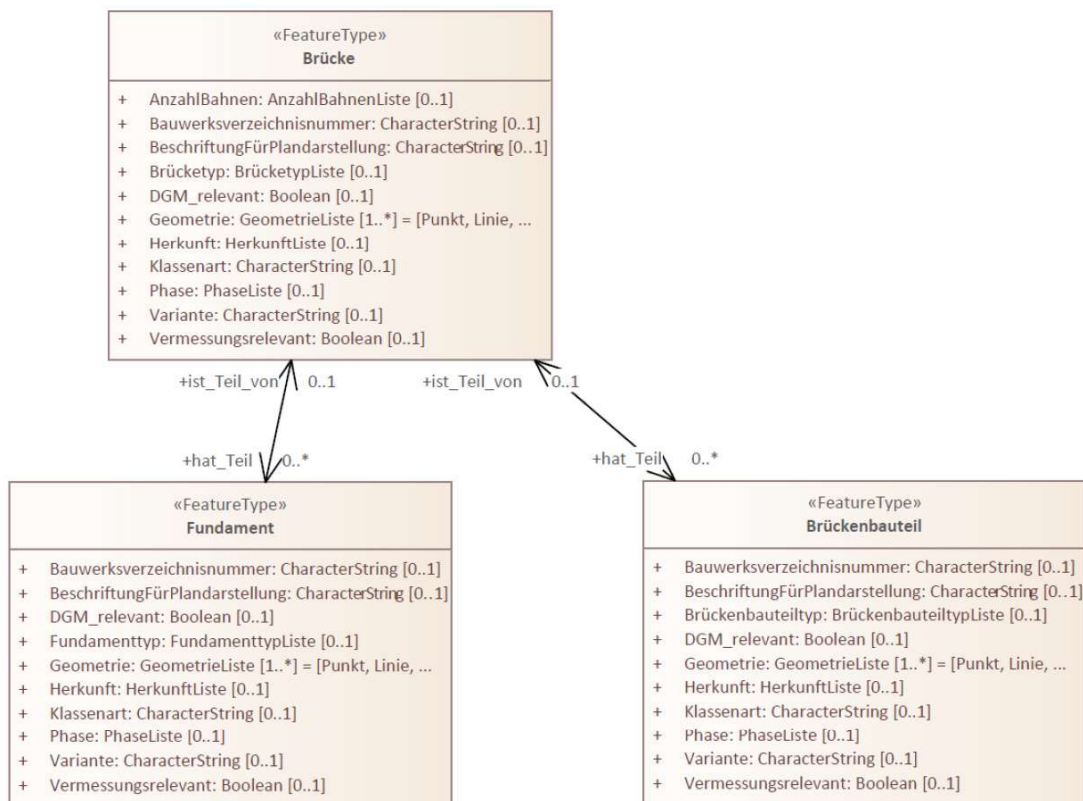 «FeatureType»
Brücke
+ AnzahlBahnen: AnzahlBahnenListe [0..1]
+ Bauwerksverzeichnisnummer: CharacterString [0..1]
+ BeschriftungFürPlandarstellung: CharacterString [0..1]
+ Brücketyp: BrücketypListe [0..1]
+ DGM_relevant: Boolean [0..1]
+ Geometrie: GeometrieListe [1..*] = [Punkt, Linie, ...
+ Herkunft: HerkunftListe [0..1]
+ Klassenart: CharacterString [0..1]
+ Phase: PhaseListe [0..1]
+ Variante: CharacterString [0..1]
+ Vermessungsrelevant: Boolean [0..1]
+ist_Teil_von 0..1
+ist_Teil_von 0..1
+hat_Teil 0..*
+hat_Teil 0..*
«FeatureType»
Fundament
+ Bauwerksverzeichnisnummer: CharacterString [0..1]
+ BeschriftungFürPlandarstellung: CharacterString [0..1]
+ DGM_relevant: Boolean [0..1]
+ Fundamenttyp: FundamenttypListe [0..1]
+ Geometrie: GeometrieListe [1..*] = [Punkt, Linie, ...
+ Herkunft: HerkunftListe [0..1]
+ Klassenart: CharacterString [0..1]
+ Phase: PhaseListe [0..1]
+ Variante: CharacterString [0..1]
+ Vermessungsrelevant: Boolean [0..1]
«FeatureType»
Brückenbauteil
+ Bauwerksverzeichnisnummer: CharacterString [0..1]
+ BeschriftungFürPlandarstellung: CharacterString [0..1]
+ Brückenbauteiltyp: BrückenbauteiltypListe [0..1]
+ DGM_relevant: Boolean [0..1]
+ Geometrie: GeometrieListe [1..*] = [Punkt, Linie, ...
+ Herkunft: HerkunftListe [0..1]
+ Klassenart: CharacterString [0..1]
+ Phase: PhaseListe [0..1]
+ Variante: CharacterString [0..1]
+ Vermessungsrelevant: Boolean [0..1]